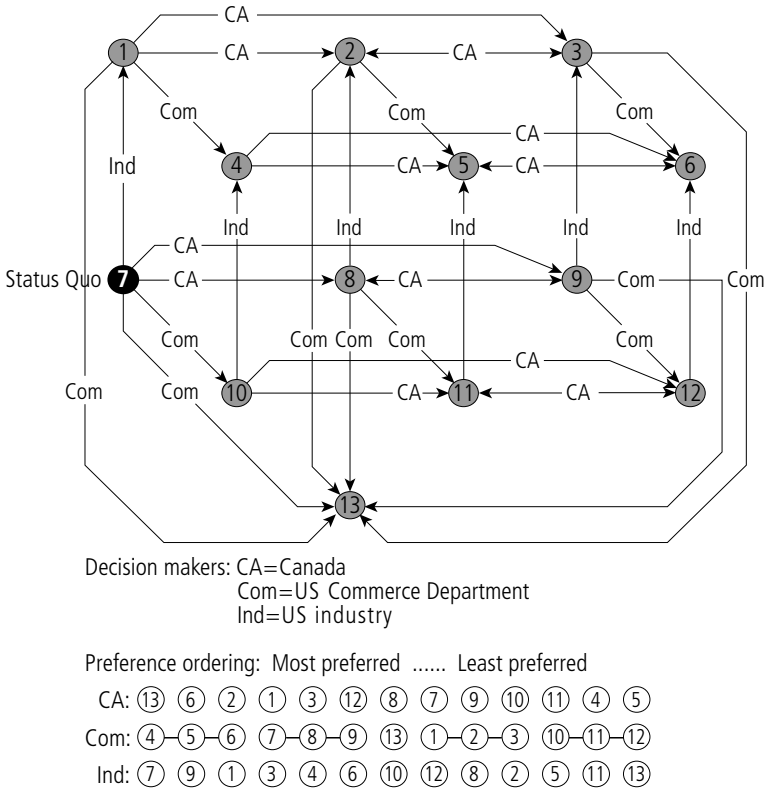 CA
1 CA 2 CA 3
Com Com Com
CA
4 CA 5 CA 6
Ind
Ind Ind Ind Ind
CA
Status Quo 7 CA 8 CA 9 Com Com
Com Com Com Com Com
CA
Com Com 10 CA 11 CA 12
13
Decision makers: CA=Canada
Com=US Commerce Department
Ind=US industry
Preference ordering: Most preferred ...... Least preferred
CA: 13 6 2 1 3 12 8 7 9 10 11 4 5
Com: 4–5–6 7–8–9 13 1–2–3 10–11–12
Ind: 7 9 1 3 4 6 10 12 8 2 5 11 13